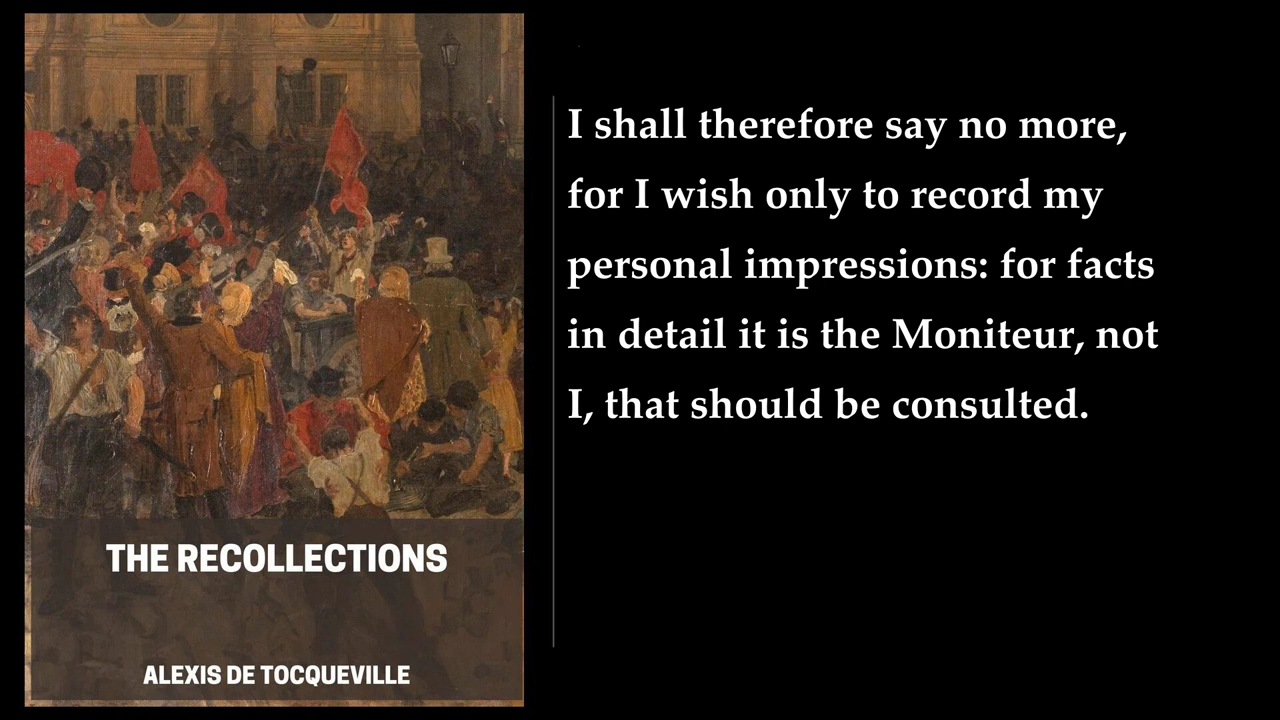 I shall therefore say no more,
for I wish only to record my
personal impressions: for facts
in detail it is the Moniteur, not
I, that should be consulted.
THE RECOLLECTIONS
ALEXIS DE TOCQUEVILLE